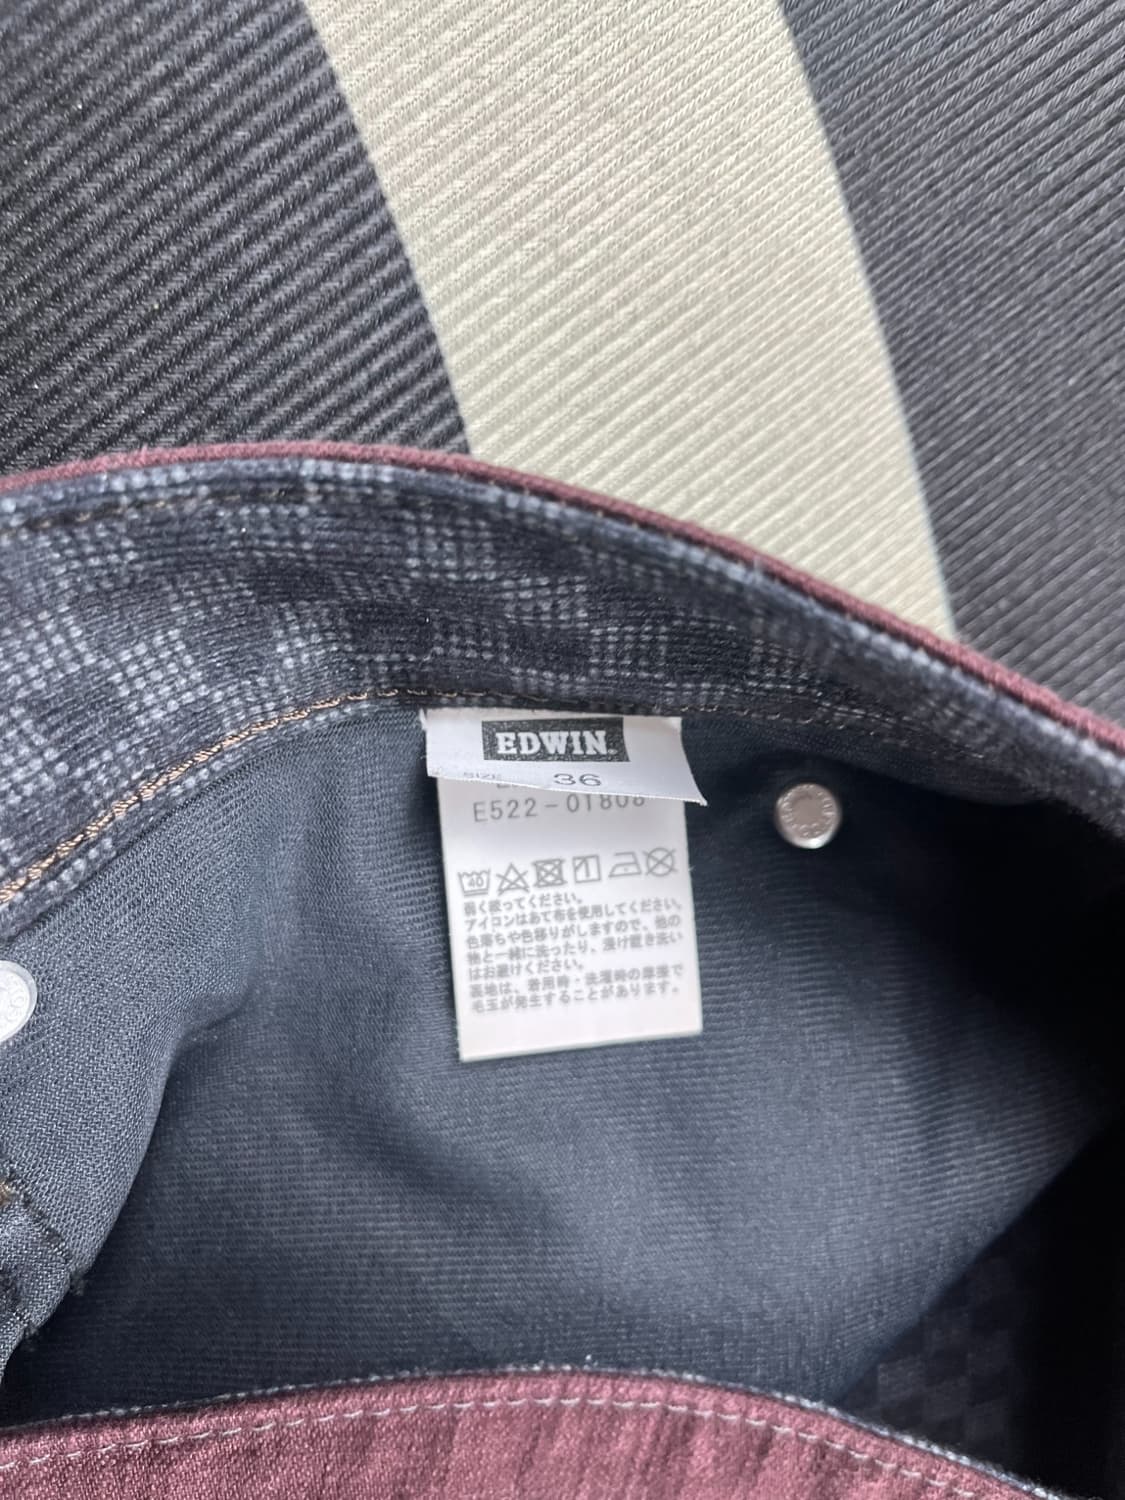 EDWIN.
SIZE 36
E522-01808
40
弱く絞ってください。
アイロンはあて布を使用してください。
色落ちや色移りがしますので、他の
物と一緒に洗ったり、浸け置き洗い
はお避けください。
裏地は、着用時・洗濯時の摩擦で
毛玉が発生することがあります。